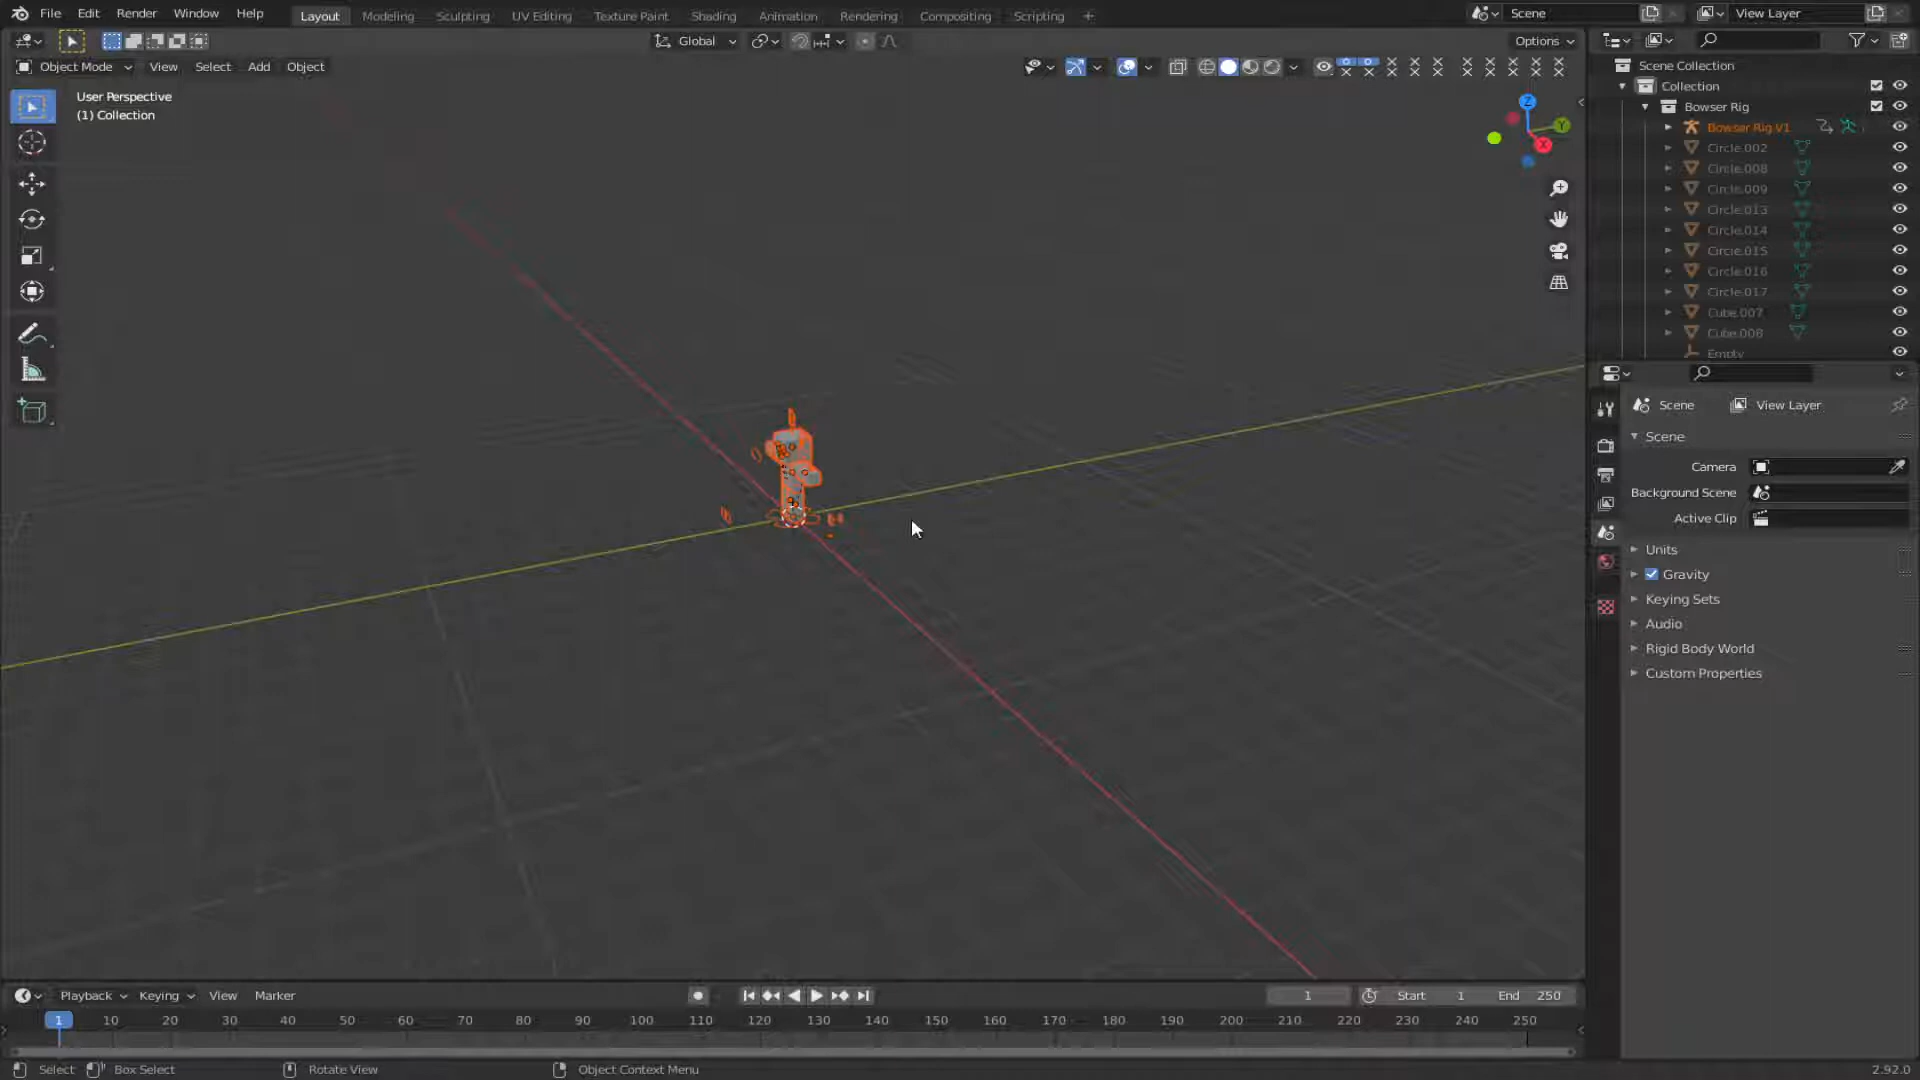 File Edit Render Window Help Layout Modeling Sculpting UV Editing Texture Paint Shading Animation Rendering Compositing Scripting + Scene View Layer
Global Options
Object Mode View Select Add Object
User Perspective
(1) Collection
Z
Y
X
Scene Collection
Collection
Bowser Rig
Bowser Rig V1
Circle.002
Circle.008
Circle.009
Circle.013
Circle.014
Circle.015
Circle.016
Circle.017
Cube.007
Cube.008
Empty
Scene View Layer
Scene
Camera
Background Scene
Active Clip
Units
Gravity
Keying Sets
Audio
Rigid Body World
Custom Properties
Playback Keying View Marker 1 Start 1 End 250
1 10 20 30 40 50 60 70 80 90 100 110 120 130 140 150 160 170 180 190 200 210 220 230 240 250
Select Box Select Rotate View Object Context Menu 2.92.0